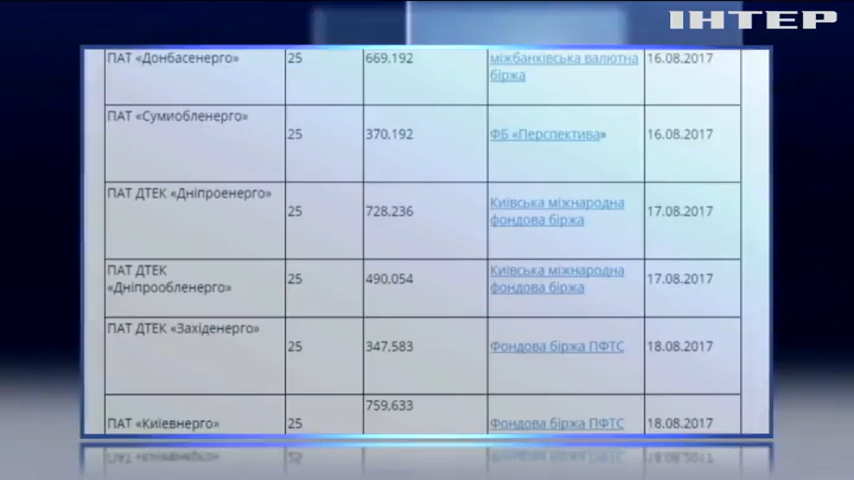 ІНТЕР
ПАТ «Донбасенерго» 25 669,192 міжбанківська валютна 16.08.2017
біржа
ПАТ «Сумиобленерго»
25 370,192 ФБ «Перспектива» 16.08.2017
ПАТ ДТЕК «Дніпроенерго»
25 728.236 Київська міжнародна 17.08.2017
фондова біржа
ПАТ ДТЕК 25 490,054 Київська міжнародна 17.08.2017
«Дніпрообленерго» фондова біржа
ПАТ ДТЕК «Західенерго»
25 347,583 Фондова біржа ПФТС 18.08.2017
759,633
ПАТ «Київенерго» 25 Фондова біржа ПФТС 18.08.2017